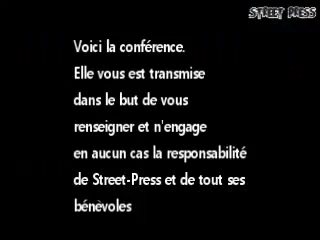 STREET PRESS
Voici la conférence.
Elle vous est transmise
dans le but de vous
renseigner et n'engage
en aucun cas la responsabilité
de Street-Press et de tout ses
bénèvoles